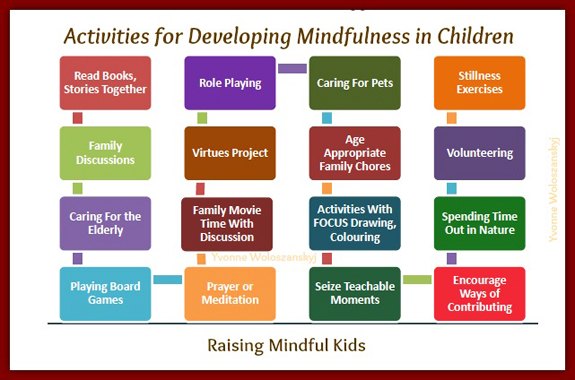 Activities for Developing Mindfulness in Children
Read Books,
Stories Together
Role Playing
Caring For Pets
Stillness
Exercises
Family
Discussions
Virtues Project
Age
Appropriate
Family Chores
Volunteering
Caring For the
Elderly
Family Movie
Time With
Discussion
Activities With
FOCUS Drawing,
Colouring
Spending Time
Out in Nature
Playing Board
Games
Prayer or
Meditation
Seize Teachable
Moments
Encourage
Ways of
Contributing
Yvonne Woloszanskyj
Yvonne Woloszanskyj
Raising Mindful Kids